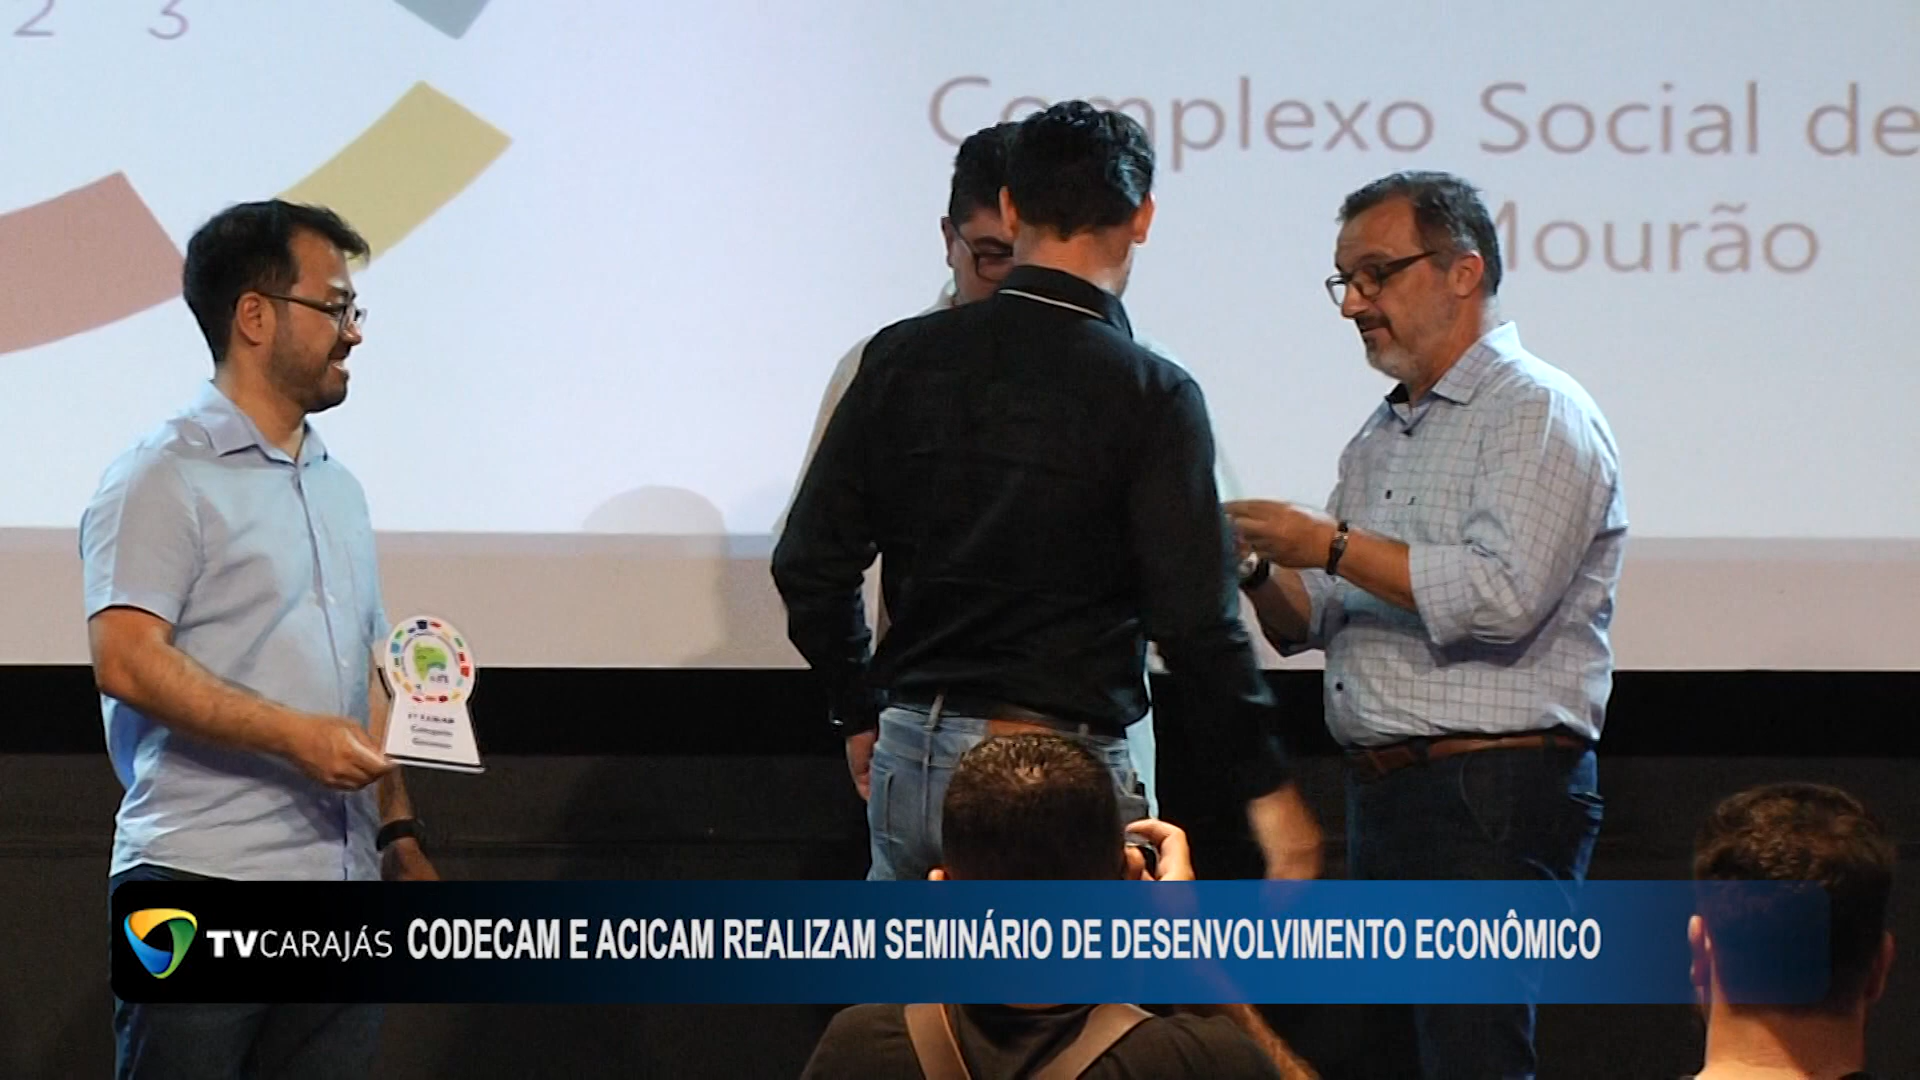 2 3
Complexo Social de
Mourão
TVCARAJÁS
CODECAM E ACICAM REALIZAM SEMINÁRIO DE DESENVOLVIMENTO ECONÔMICO